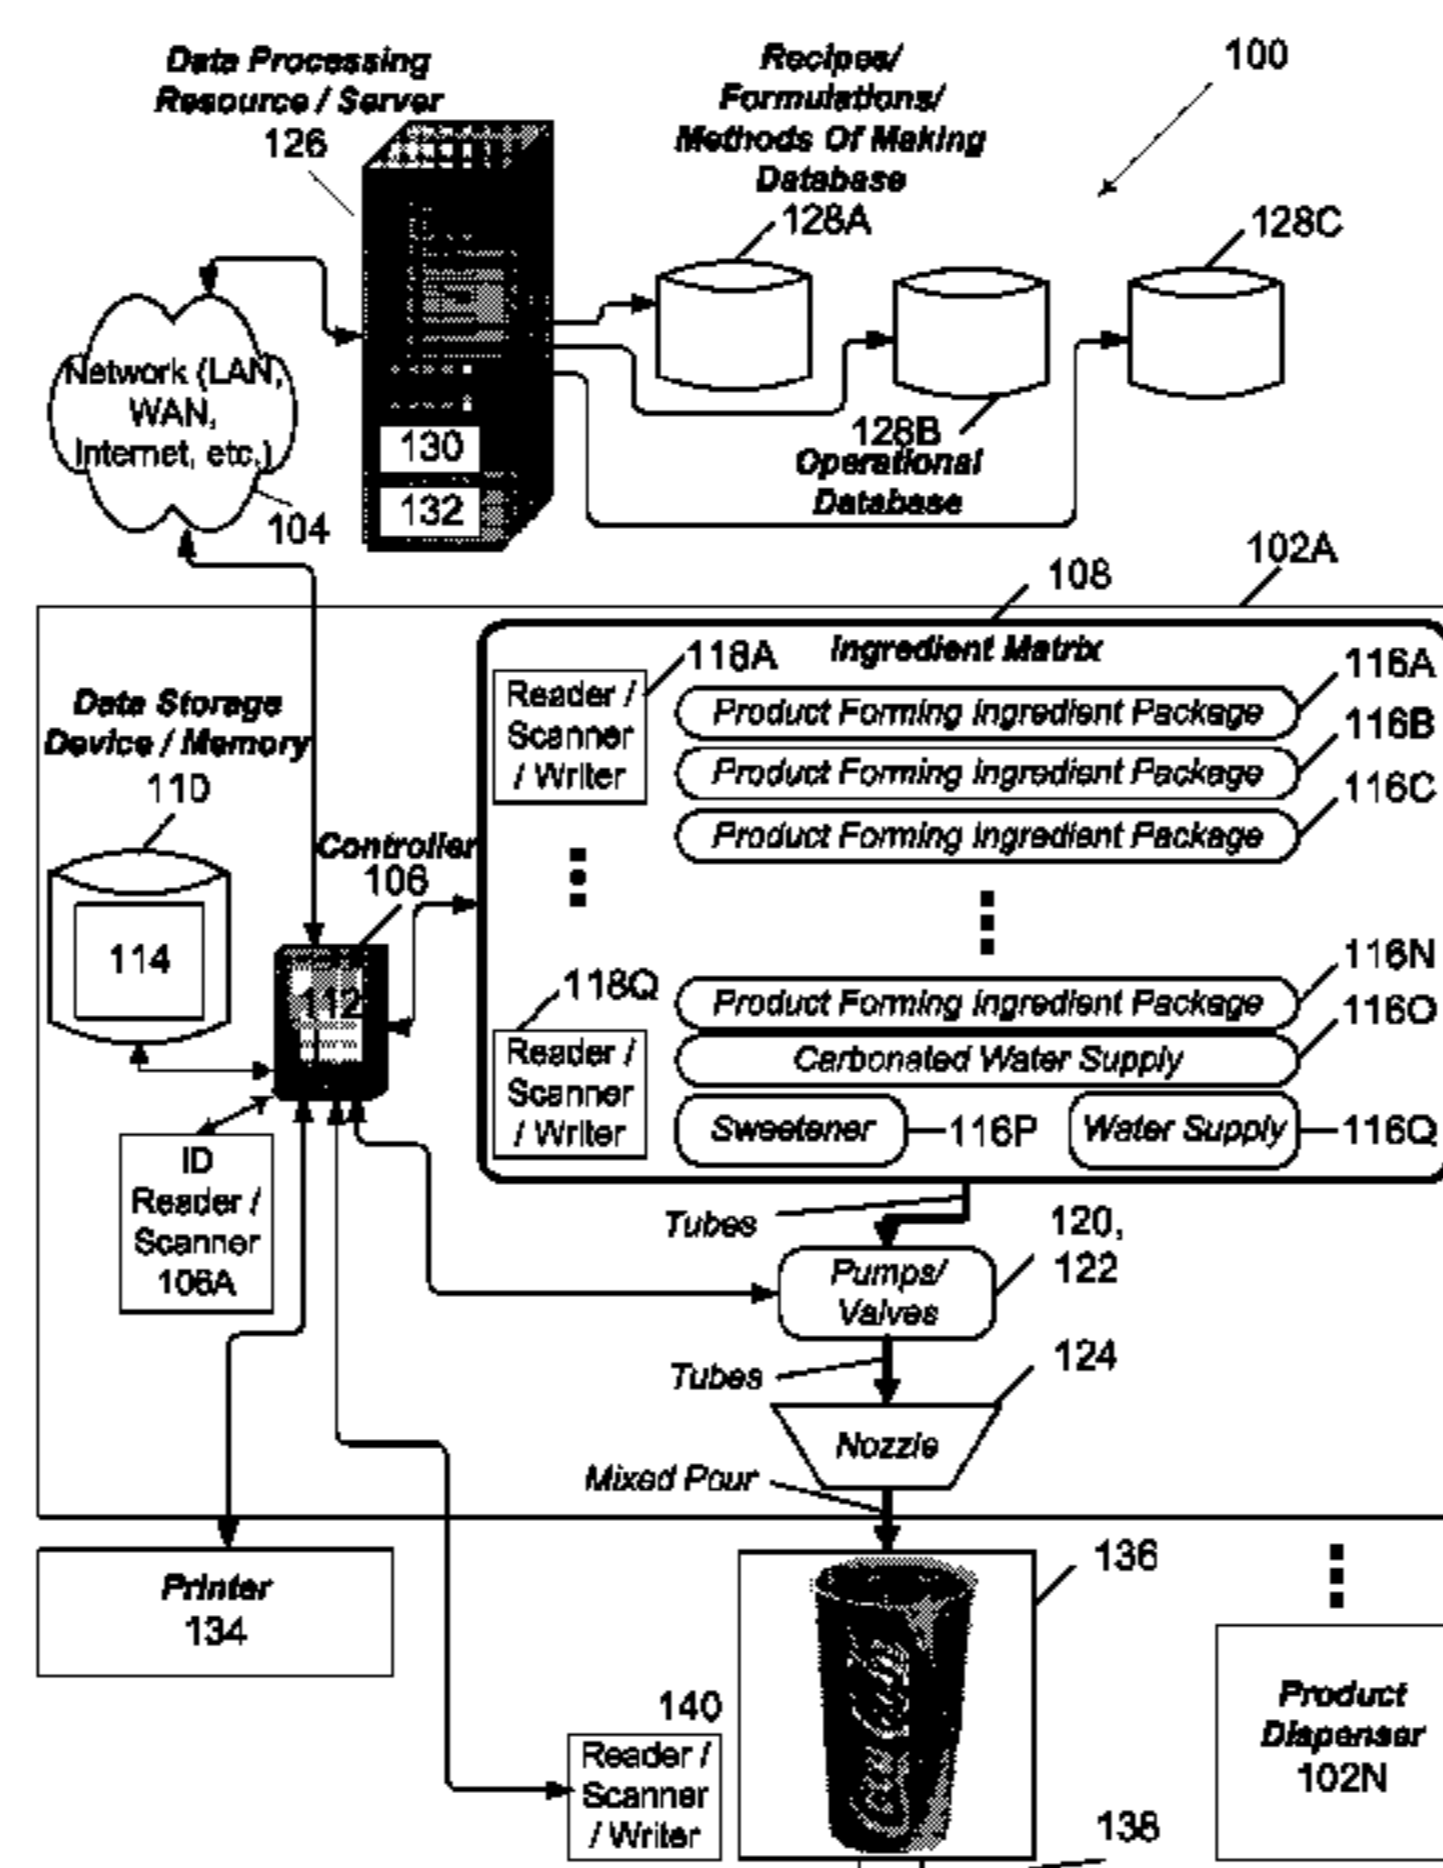 Data Processing
Resource / Server
126
Recipes/
Formulations/
Methods Of Making
Database
128A
100
128C
Network (LAN,
WAN,
Internet, etc.)
104
130
132
128B
Operational
Database
102A
108
Ingredient Matrix
118A
Reader /
Scanner
/ Writer
Product Forming Ingredient Package
116A
Product Forming Ingredient Package
116B
Product Forming Ingredient Package
116C
Data Storage
Device / Memory
110
114
Controller
106
112
118Q
Reader /
Scanner
/ Writer
Product Forming Ingredient Package
116N
Carbonated Water Supply
116O
Sweetener
116P
Water Supply
116Q
ID
Reader /
Scanner
106A
Tubes
Pumps/
Valves
120,
122
Tubes
Nozzle
124
Mixed Pour
Printer
134
136
140
Reader /
Scanner
/ Writer
Product
Dispenser
102N
138